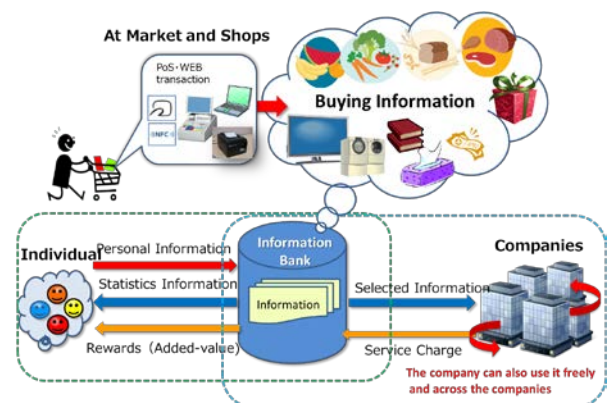 At Market and Shops
PoS・WEB
transaction
NFC
Buying Information
Individual
Personal Information
Statistics Information
Rewards (Added-value)
Information
Bank
Information
Selected Information
Service Charge
Companies
The company can also use it freely
and across the companies